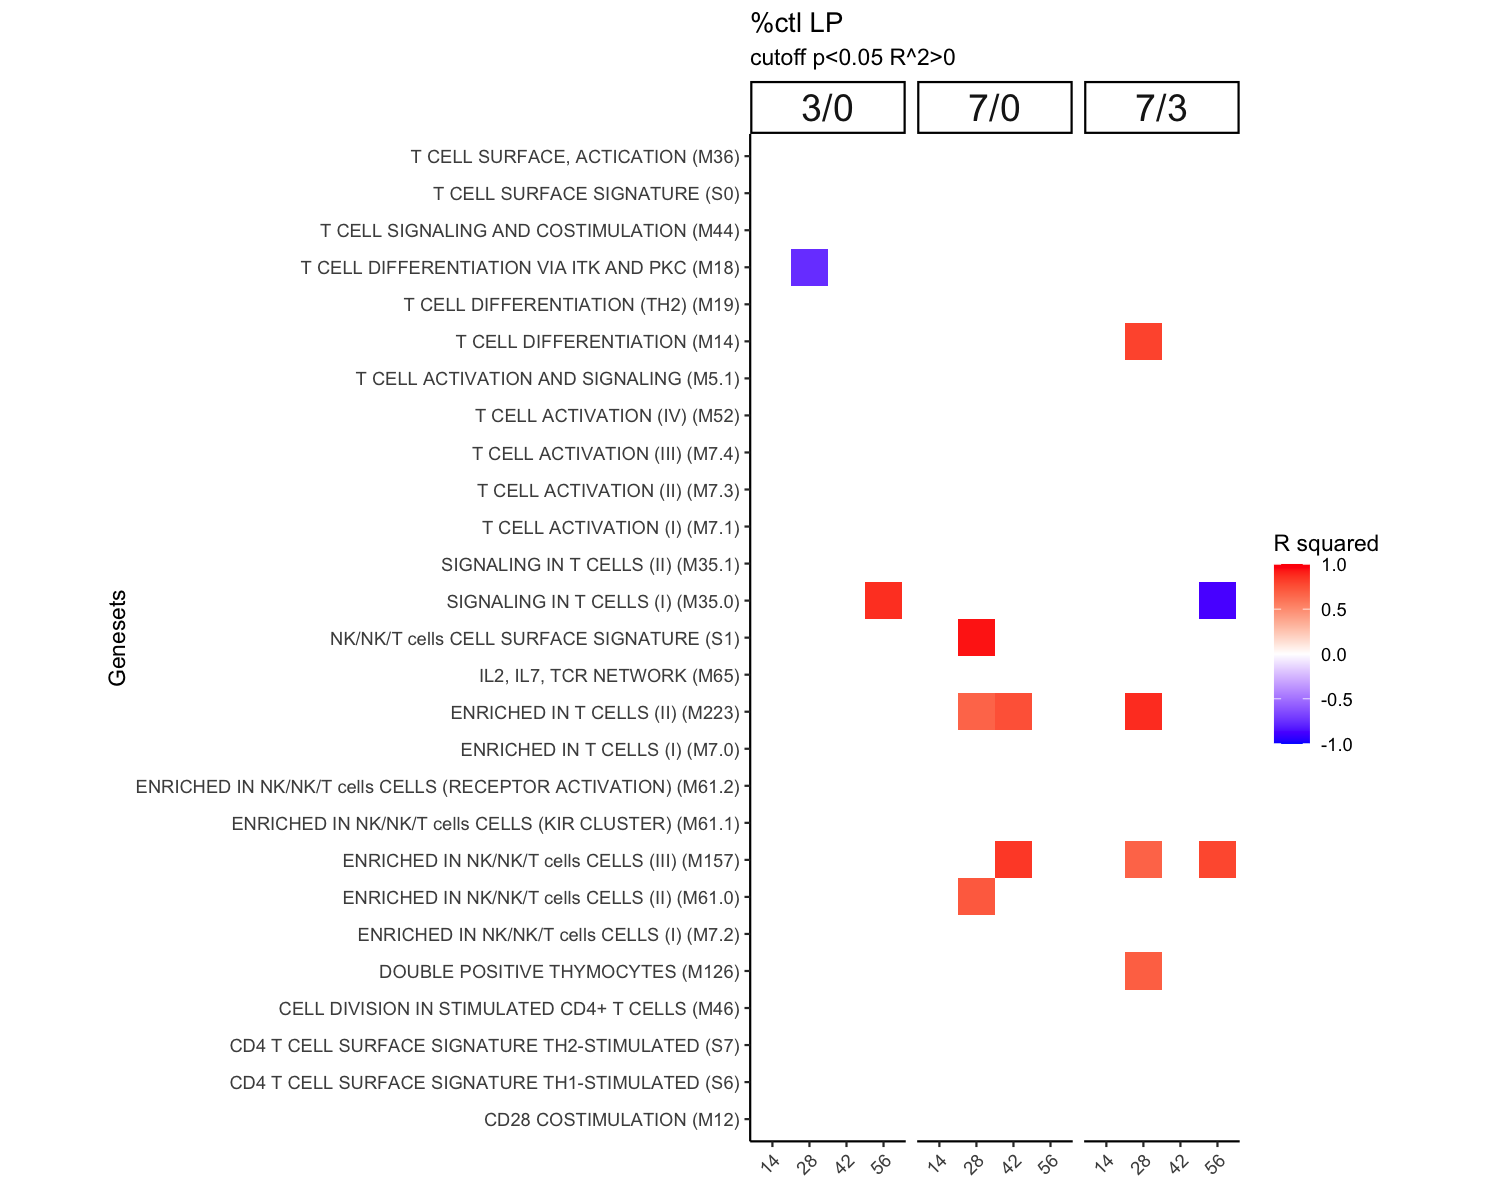 %ctl LP
cutoff p<0.05 R^2>0
3/0 7/0 7/3
T CELL SURFACE, ACTICATION (M36)
T CELL SURFACE SIGNATURE (S0)
T CELL SIGNALING AND COSTIMULATION (M44)
T CELL DIFFERENTIATION VIA ITK AND PKC (M18)
T CELL DIFFERENTIATION (TH2) (M19)
T CELL DIFFERENTIATION (M14)
T CELL ACTIVATION AND SIGNALING (M5.1)
T CELL ACTIVATION (IV) (M52)
T CELL ACTIVATION (III) (M7.4)
T CELL ACTIVATION (II) (M7.3)
T CELL ACTIVATION (I) (M7.1)
SIGNALING IN T CELLS (II) (M35.1)
SIGNALING IN T CELLS (I) (M35.0)
NK/NK/T cells CELL SURFACE SIGNATURE (S1)
IL2, IL7, TCR NETWORK (M65)
ENRICHED IN T CELLS (II) (M223)
ENRICHED IN T CELLS (I) (M7.0)
ENRICHED IN NK/NK/T cells CELLS (RECEPTOR ACTIVATION) (M61.2)
ENRICHED IN NK/NK/T cells CELLS (KIR CLUSTER) (M61.1)
ENRICHED IN NK/NK/T cells CELLS (III) (M157)
ENRICHED IN NK/NK/T cells CELLS (II) (M61.0)
ENRICHED IN NK/NK/T cells CELLS (I) (M7.2)
DOUBLE POSITIVE THYMOCYTES (M126)
CELL DIVISION IN STIMULATED CD4+ T CELLS (M46)
CD4 T CELL SURFACE SIGNATURE TH2-STIMULATED (S7)
CD4 T CELL SURFACE SIGNATURE TH1-STIMULATED (S6)
CD28 COSTIMULATION (M12)
Genesets
14 28 42 56 14 28 42 56 14 28 42 56
R squared
1.0
0.5
0.0
-0.5
-1.0